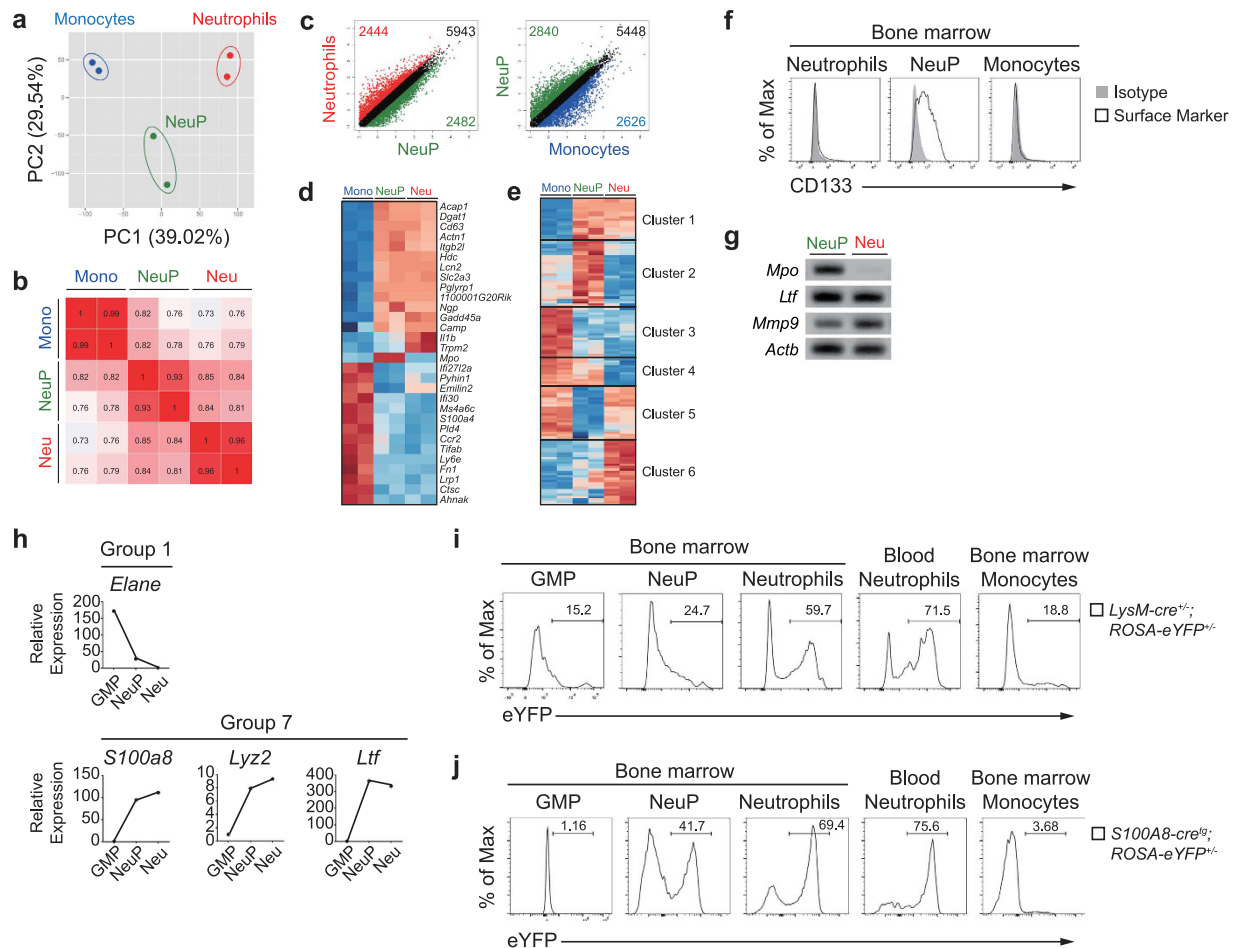 a
Monocytes
Neutrophils
NeuP
50
0
−50
−100
−100
−50
0
50
100
PC2 (29.54%)
PC1 (39.02%)
b
Mono NeuP Neu
Mono
NeuP
Neu
1 0.99 0.82 0.76 0.73 0.76
0.99 1 0.82 0.78 0.76 0.79
0.82 0.82 1 0.93 0.85 0.84
0.76 0.78 0.93 1 0.84 0.81
0.73 0.76 0.85 0.84 1 0.96
0.76 0.79 0.84 0.81 0.96 1
c
2444 5943
2482
Neutrophils
NeuP
2840 5448
2626
NeuP
Monocytes
d
Mono NeuP Neu
Acap1
Dgat1
Cd63
Actn1
Itgb2l
Hdc
Lcn2
Slc2a3
Pglyrp1
1100001G20Rik
Ngp
Gadd45a
Camp
Il1b
Trpm2
Mpo
Ifi27l2a
Pyhin1
Emilin2
Ifi30
Ms4a6c
S100a4
Pld4
Ccr2
Tifab
Ly6e
Fn1
Lrp1
Ctsc
Ahnak
e
Mono NeuP Neu
Cluster 1
Cluster 2
Cluster 3
Cluster 4
Cluster 5
Cluster 6
f
Bone marrow
Neutrophils NeuP Monocytes
% of Max
CD133
Isotype
Surface Marker
g
NeuP Neu
Mpo
Ltf
Mmp9
Actb
h
Group 1
Elane
Relative
Expression
200
150
100
50
0
GMP
NeuP
Neu
Group 7
S100a8
Relative
Expression
150
100
50
0
GMP
NeuP
Neu
Lyz2
10
8
6
4
2
0
GMP
NeuP
Neu
Ltf
400
300
200
100
0
GMP
NeuP
Neu
i
Bone marrow
GMP NeuP Neutrophils
Blood
Neutrophils
Bone marrow
Monocytes
15.2 24.7 59.7 71.5 18.8
% of Max
eYFP
LysM-cre+/-;
ROSA-eYFP+/-
j
Bone marrow
GMP NeuP Neutrophils
Blood
Neutrophils
Bone marrow
Monocytes
1.16 41.7 69.4 75.6 3.68
% of Max
eYFP
S100A8-cretg;
ROSA-eYFP+/-